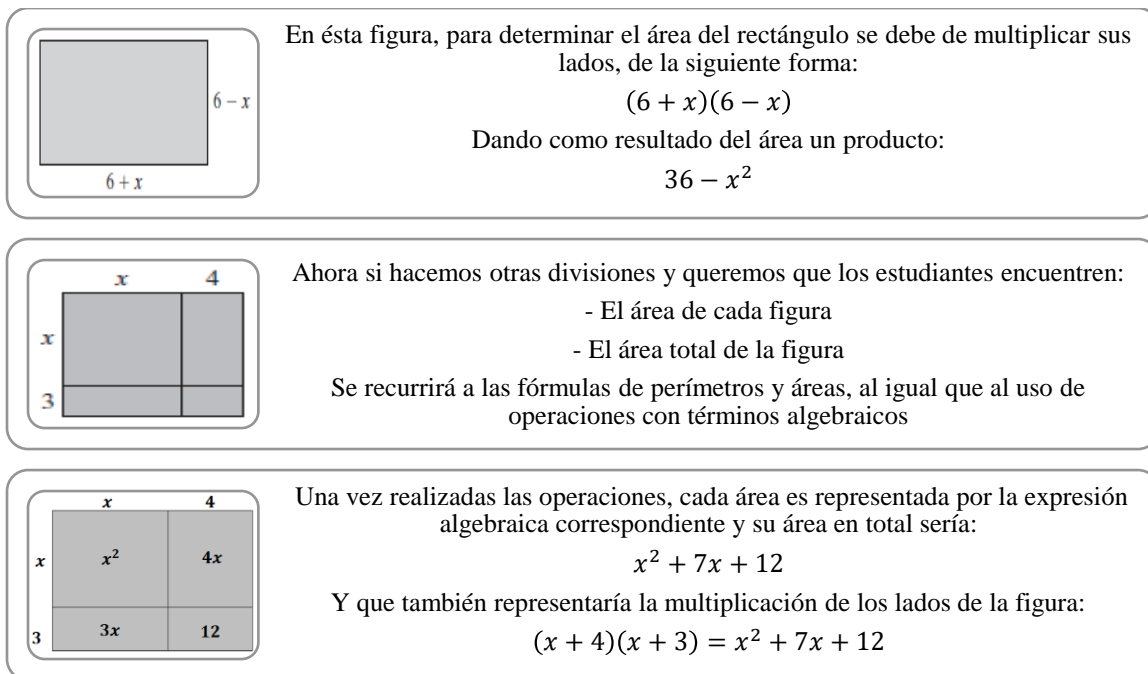 6 − x
6 + x
En ésta figura, para determinar el área del rectángulo se debe de multiplicar sus
lados, de la siguiente forma:
(6 + x)(6 − x)
Dando como resultado del área un producto:
36 − x²
x 4
x
3
Ahora si hacemos otras divisiones y queremos que los estudiantes encuentren:
- El área de cada figura
- El área total de la figura
Se recurrirá a las fórmulas de perímetros y áreas, al igual que al uso de
operaciones con términos algebraicos
x 4
x x² 4x
3 3x 12
Una vez realizadas las operaciones, cada área es representada por la expresión
algebraica correspondiente y su área en total sería:
x² + 7x + 12
Y que también representaría la multiplicación de los lados de la figura:
(x + 4)(x + 3) = x² + 7x + 12